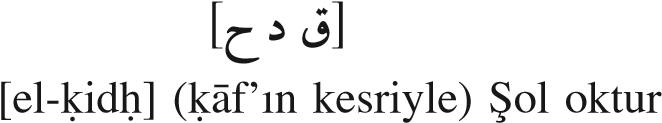 [ق د ح]
[el-ḳidḥ] (ḳāf’ın kesriyle) Şol oktur